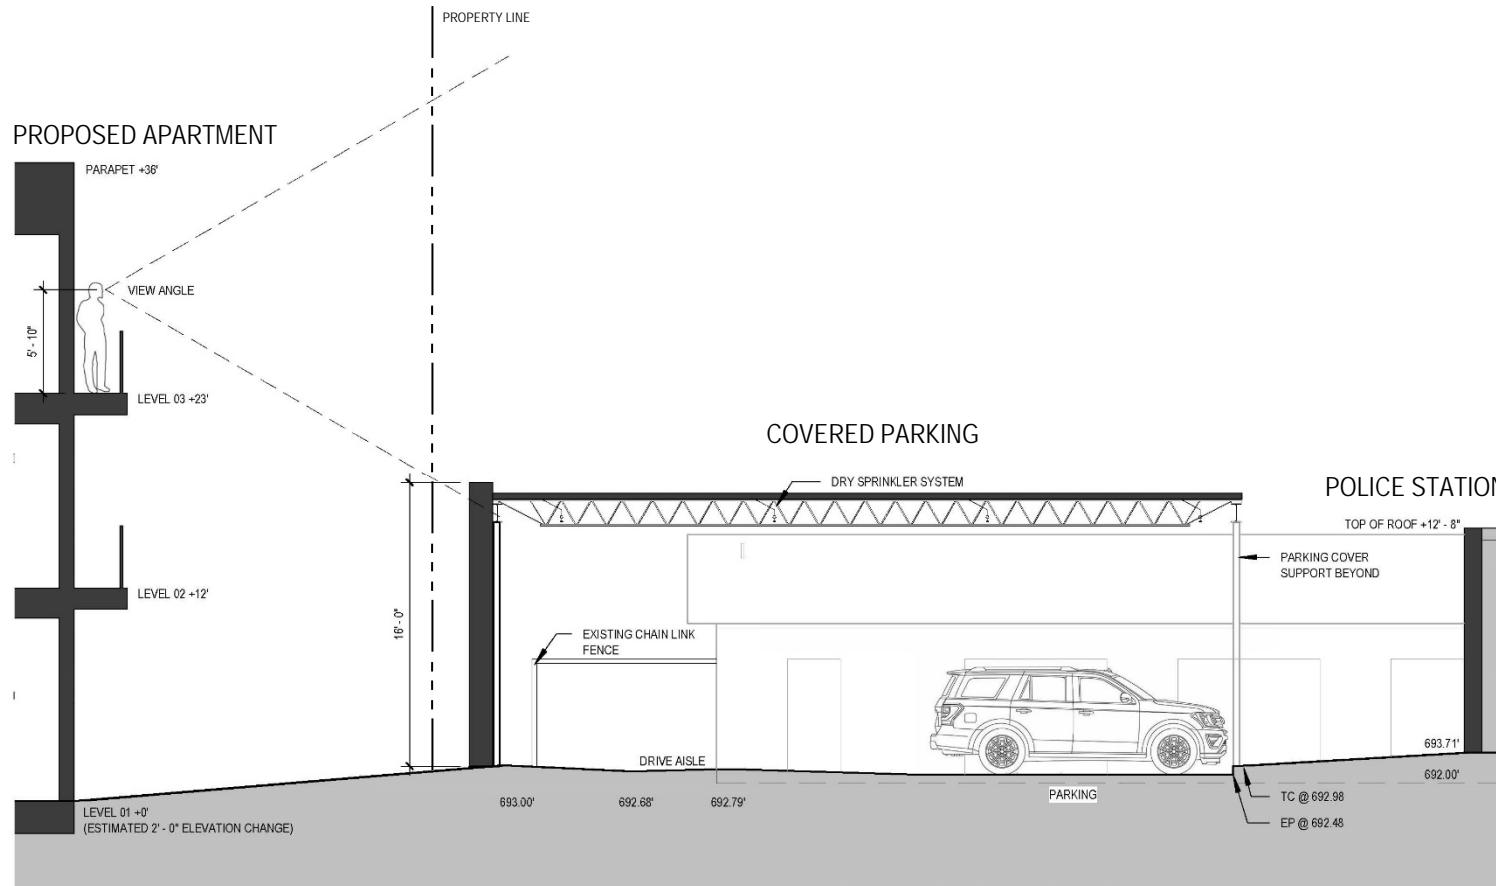 PROPERTY LINE
PROPOSED APARTMENT
PARAPET +36'
VIEW ANGLE
5' - 10"
LEVEL 03 +23'
COVERED PARKING
DRY SPRINKLER SYSTEM
POLICE STATION
TOP OF ROOF +12' - 8"
PARKING COVER
SUPPORT BEYOND
LEVEL 02 +12'
16' - 0"
EXISTING CHAIN LINK
FENCE
DRIVE AISLE
693.71'
692.00'
PARKING
693.00'
692.68'
692.79'
TC @ 692.98
EP @ 692.48
LEVEL 01 +0'
(ESTIMATED 2' - 0" ELEVATION CHANGE)